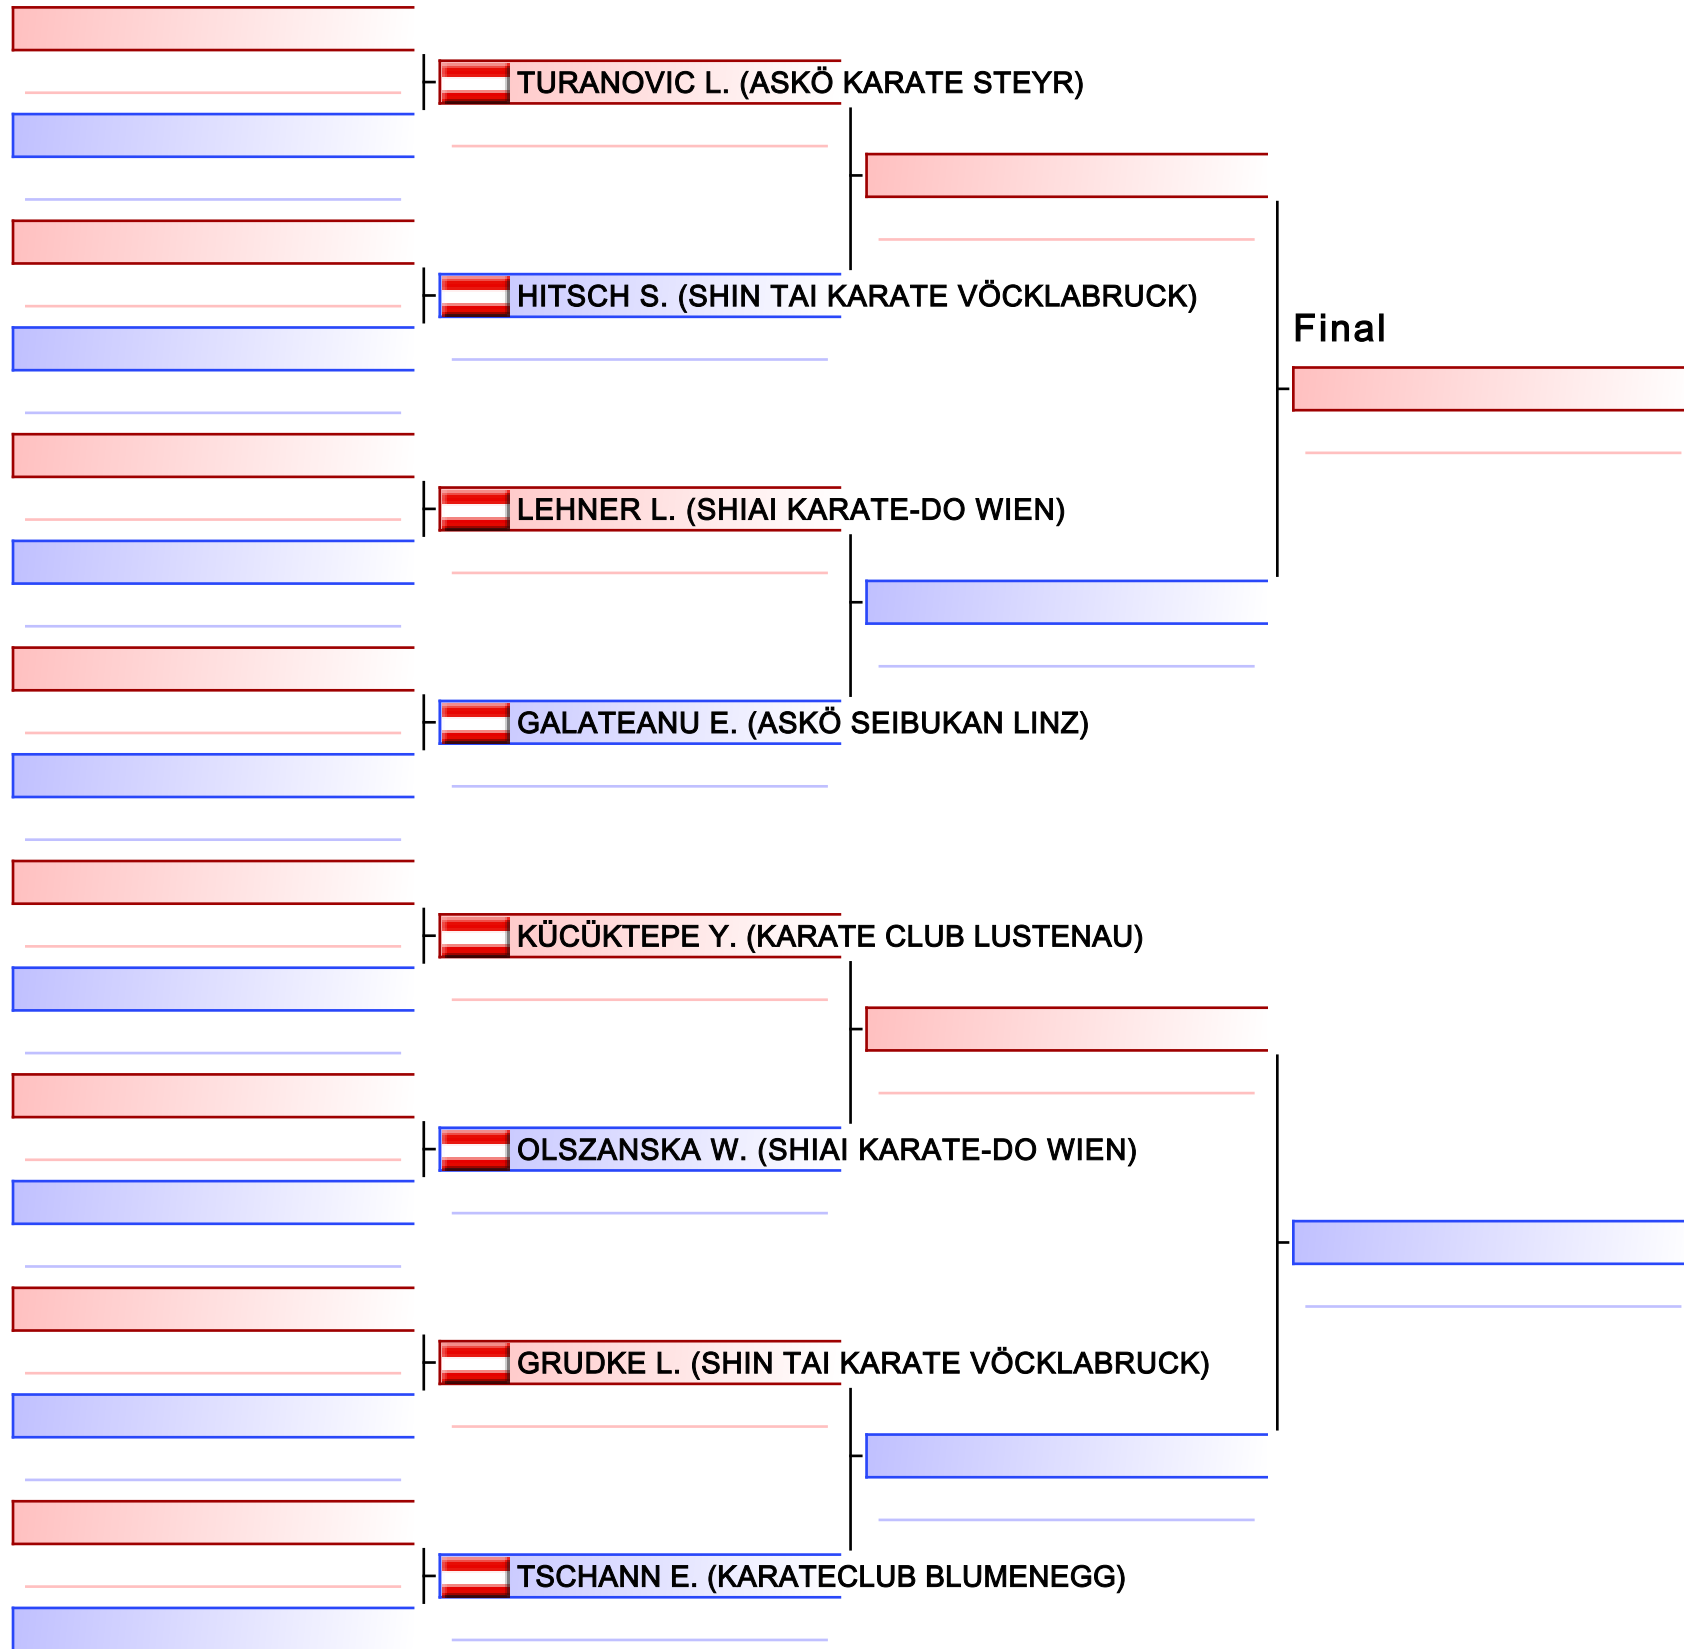 TURANOVIC L. (ASKÖ KARATE STEYR)
HITSCH S. (SHIN TAI KARATE VÖCKLABRUCK)
Final
LEHNER L. (SHIAI KARATE-DO WIEN)
GALATEANU E. (ASKÖ SEIBUKAN LINZ)
KÜCÜKTEPE Y. (KARATE CLUB LUSTENAU)
OLSZANSKA W. (SHIAI KARATE-DO WIEN)
GRUDKE L. (SHIN TAI KARATE VÖCKLABRUCK)
TSCHANN E. (KARATECLUB BLUMENEGG)